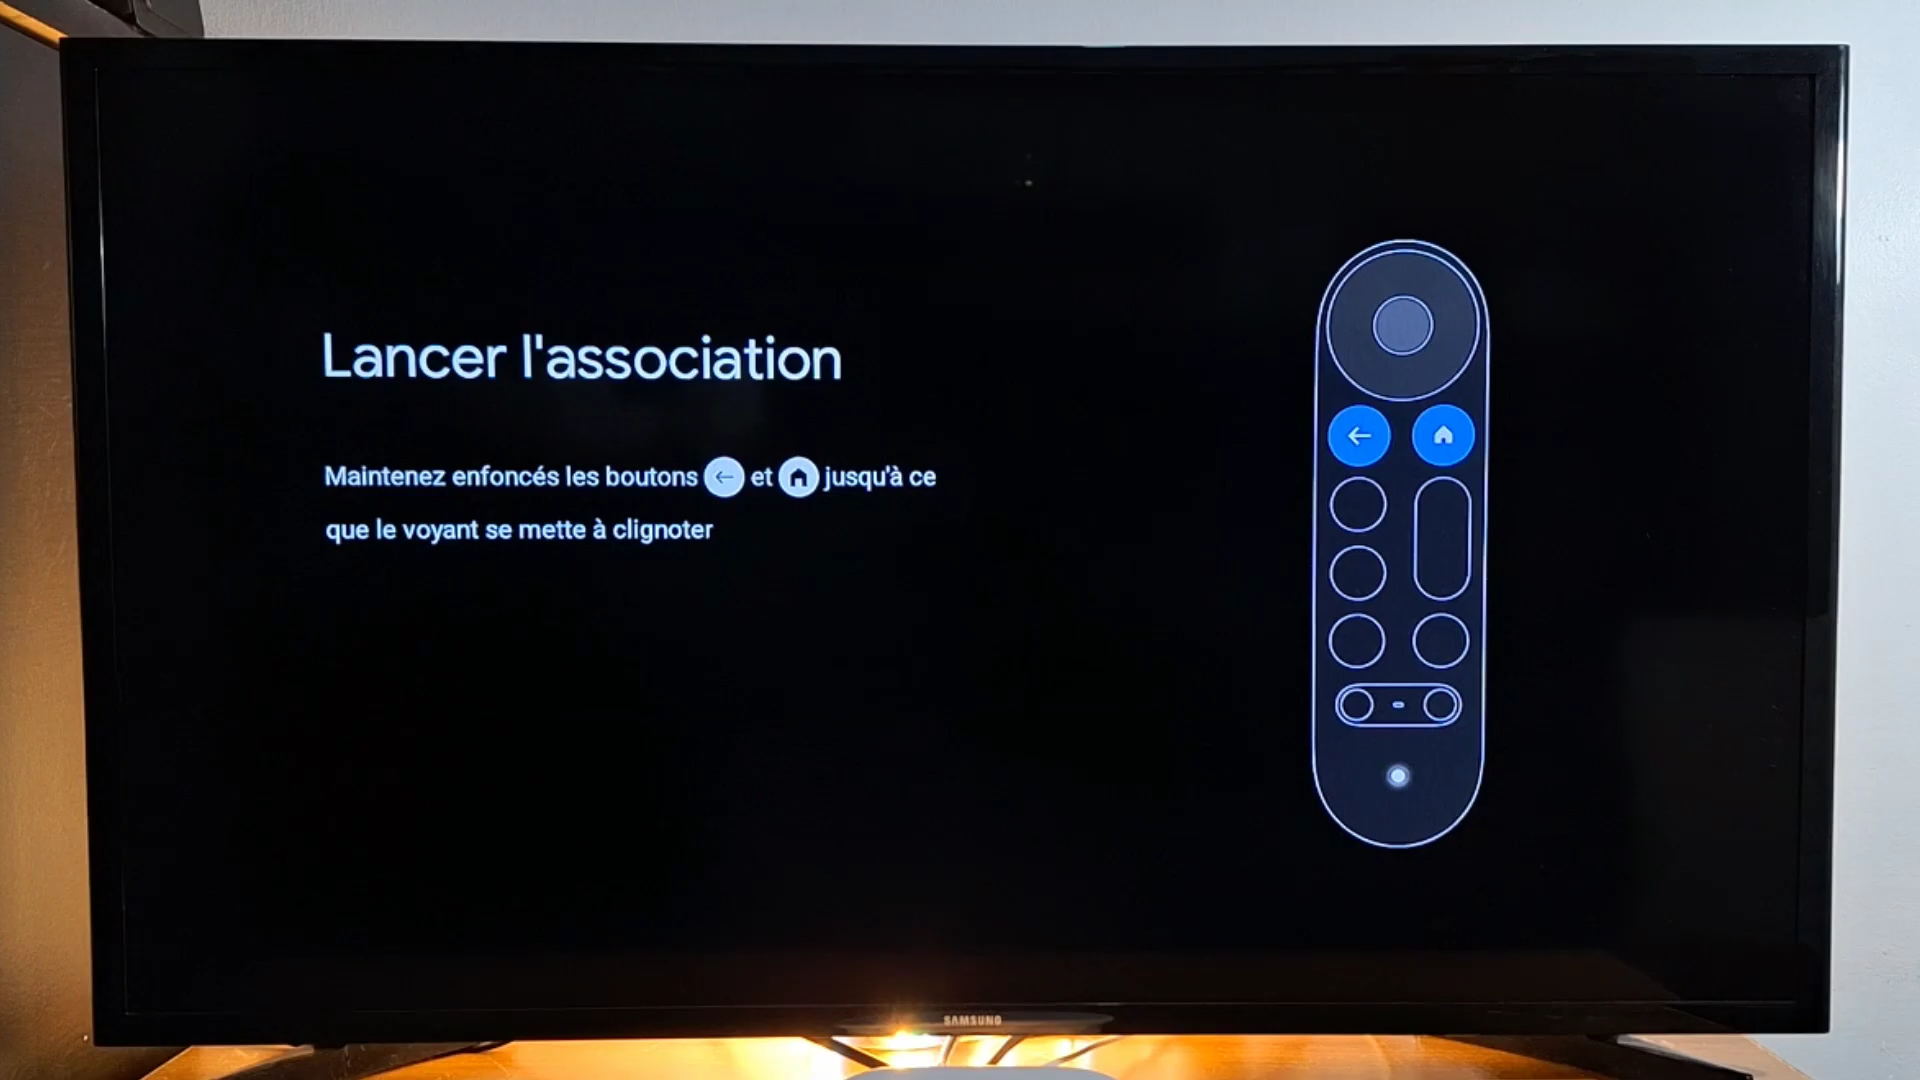 Lancer l'association
Maintenez enfoncés les boutons et jusqu'à ce
que le voyant se mette à clignoter
SAMSUNG